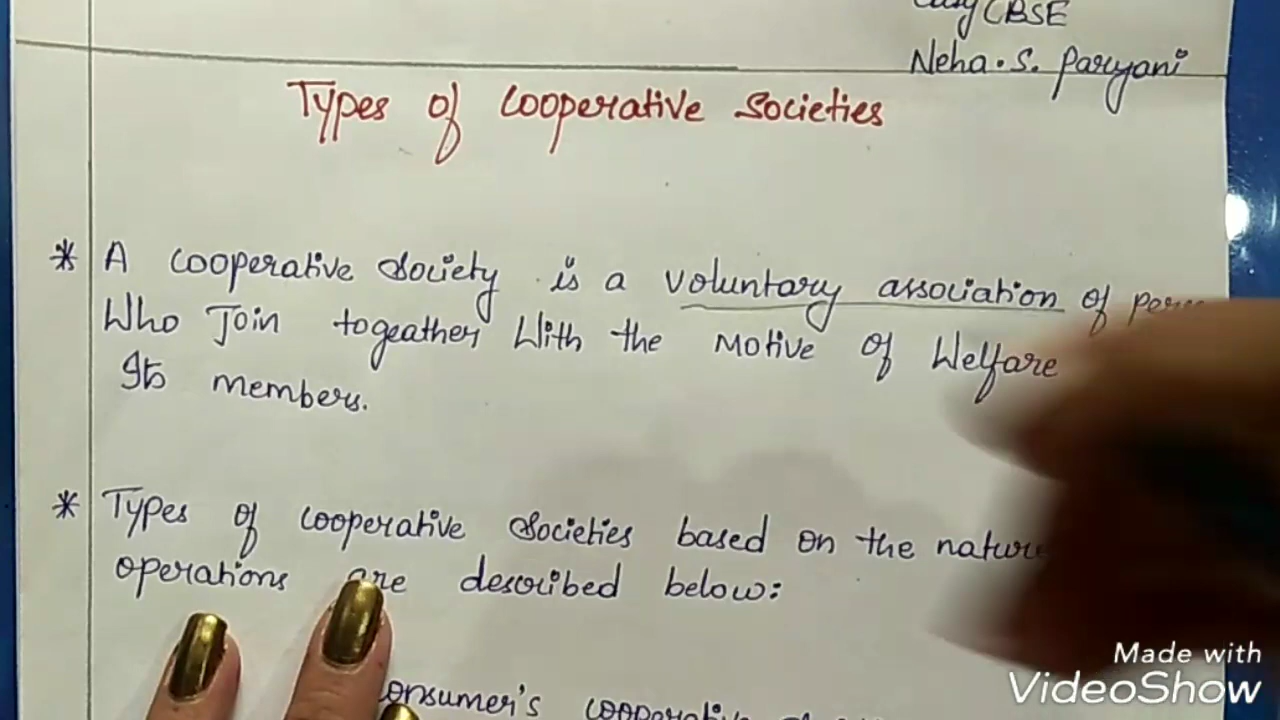 CBSE
Neha. S. Paryani
Types of Cooperative Societies
* A cooperative society is a voluntary association of
Who Join togeather With the Motive of Welfare
Its members.
* Types of cooperative societies based on the
operations are described below:
cooperative
Made with
VideoShow